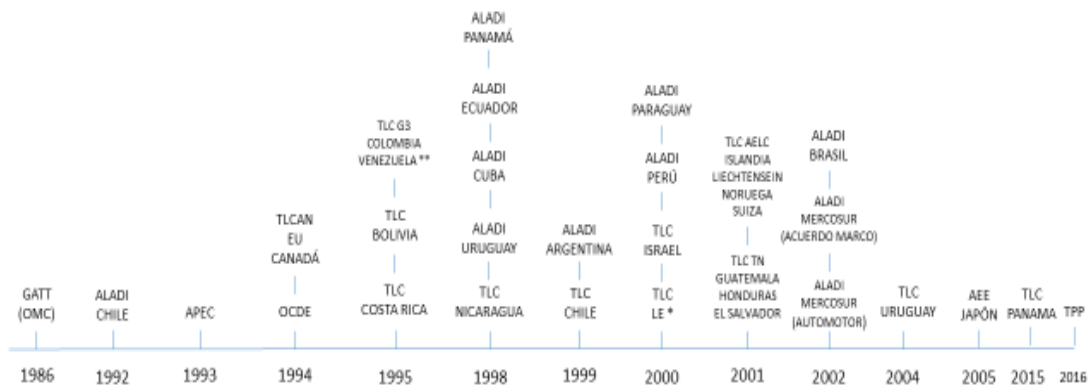 GATT
(OMC)
1986
ALADI
CHILE
1992
APEC
1993
TLCAN
EU
CANADÁ
OCDE
1994
TLC G3
COLOMBIA
VENEZUELA **
TLC
BOLIVIA
TLC
COSTA RICA
1995
ALADI
PANAMÁ
ALADI
ECUADOR
ALADI
CUBA
ALADI
URUGUAY
TLC
NICARAGUA
1998
ALADI
ARGENTINA
TLC
CHILE
1999
ALADI
PARAGUAY
ALADI
PERÚ
TLC
ISRAEL
TLC
LE *
2000
TLC AELC
ISLANDIA
LIECHTENSEIN
NORUEGA
SUIZA
TLC TN
GUATEMALA
HONDURAS
EL SALVADOR
2001
ALADI
BRASIL
ALADI
MERCOSUR
(ACUERDO MARCO)
ALADI
MERCOSUR
(AUTOMOTOR)
2002
TLC
URUGUAY
2004
AEE
JAPÓN
2005
TLC
PANAMA
2015
TPP
2016